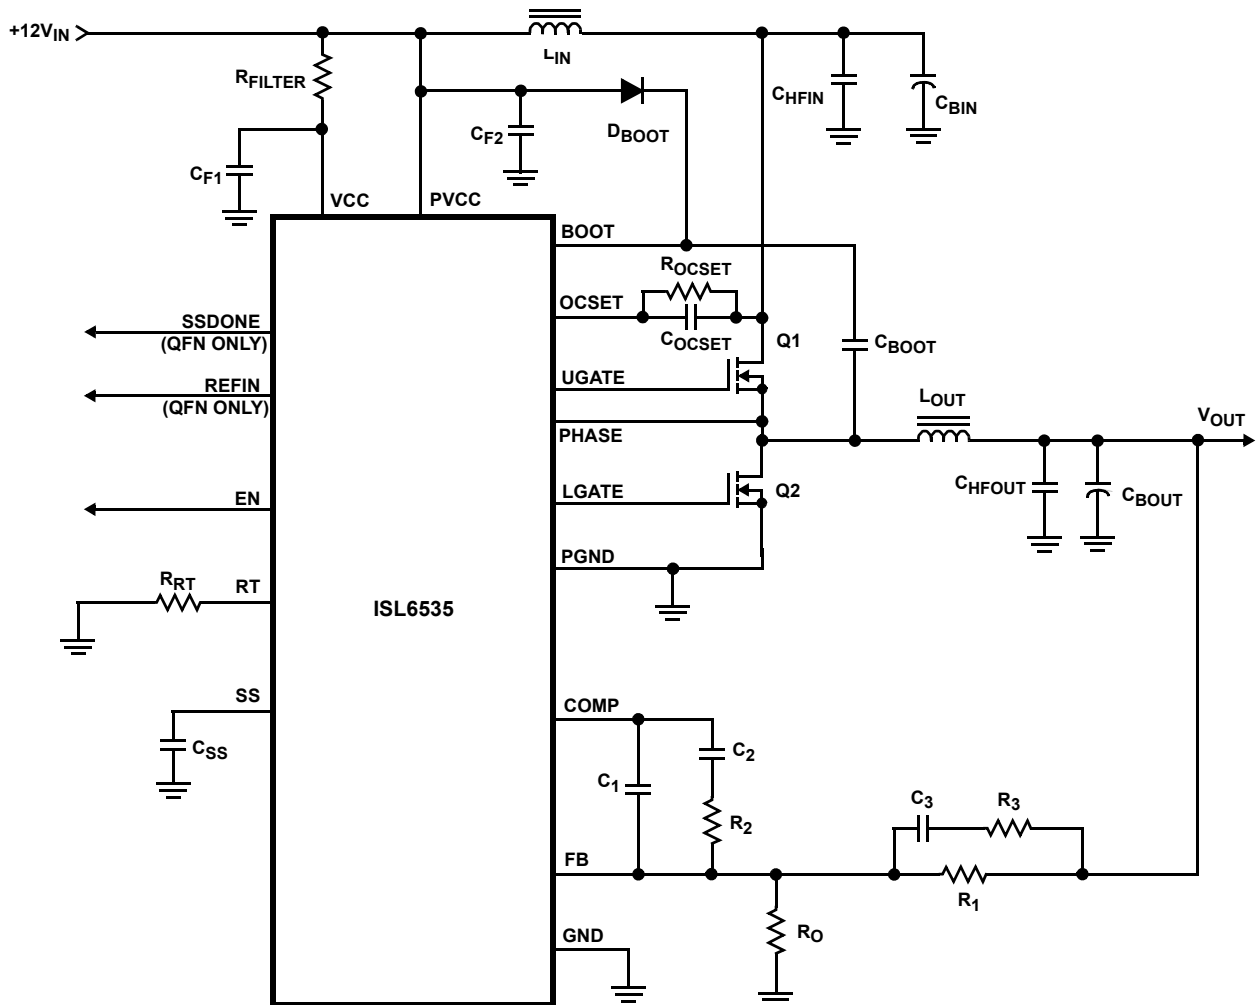 +12VIN
LIN
RFILTER
CHFIN
CBIN
CF2
DBOOT
CF1
VCC
PVCC
BOOT
ROCSET
OCSET
SSDONE
(QFN ONLY)
COCSET
Q1
CBOOT
REFIN
(QFN ONLY)
UGATE
LOUT
VOUT
PHASE
EN
LGATE
Q2
CHFOUT
CBOUT
PGND
RRT
RT
ISL6535
SS
CSS
COMP
C2
C1
R2
C3
R3
FB
R1
RO
GND